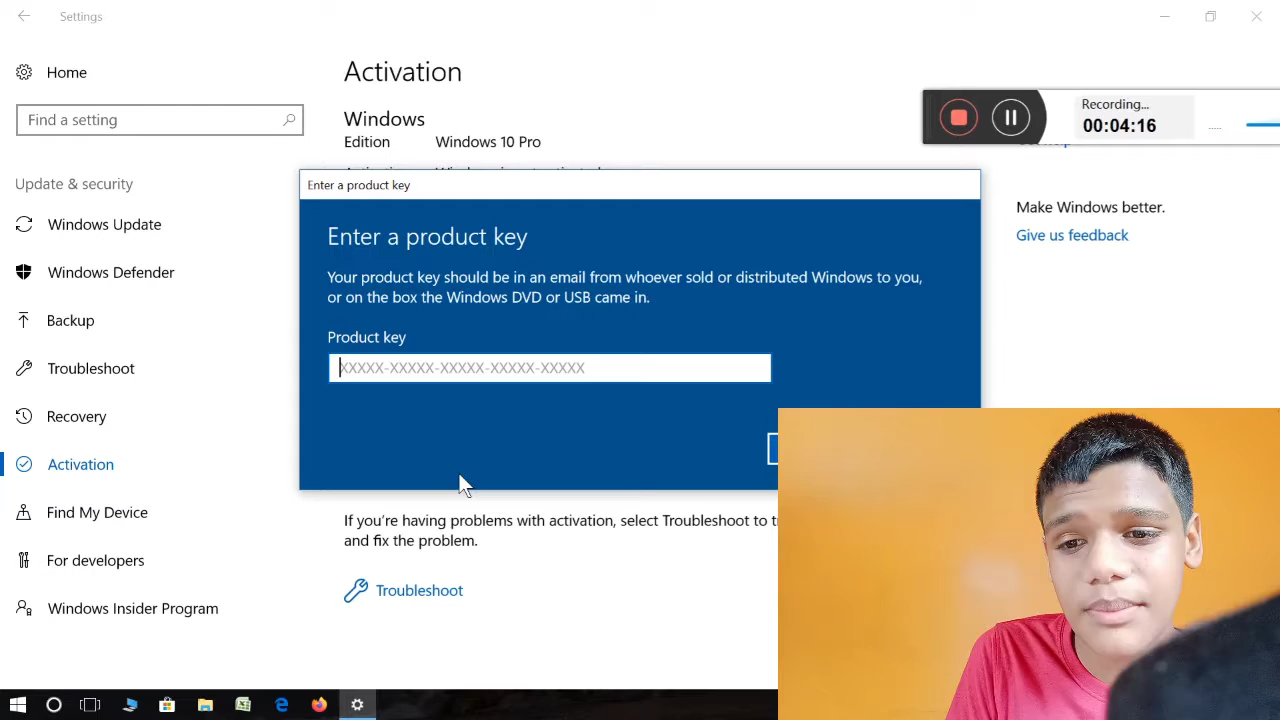 Settings
Home
Find a setting
Update & security
Windows Update
Windows Defender
Backup
Troubleshoot
Recovery
Activation
Find My Device
For developers
Windows Insider Program
Activation
Windows
Edition Windows 10 Pro
Enter a product key
Enter a product key
Your product key should be in an email from whoever sold or distributed Windows to you,
or on the box the Windows DVD or USB came in.
Product key
XXXXX-XXXXX-XXXXX-XXXXX-XXXXX
If you're having problems with activation, select Troubleshoot to
and fix the problem.
Troubleshoot
Recording...
00:04:16
Make Windows better.
Give us feedback